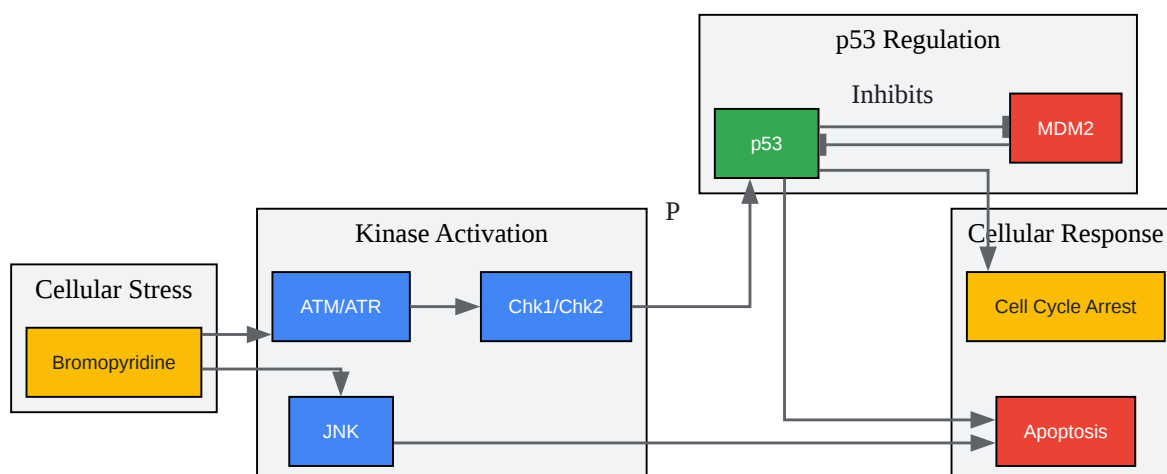 p53 Regulation
Inhibits
MDM2
p53
P
Kinase Activation
Cellular Response
Cellular Stress
ATM/ATR
Chk1/Chk2
Cell Cycle Arrest
Bromopyridine
JNK
Apoptosis